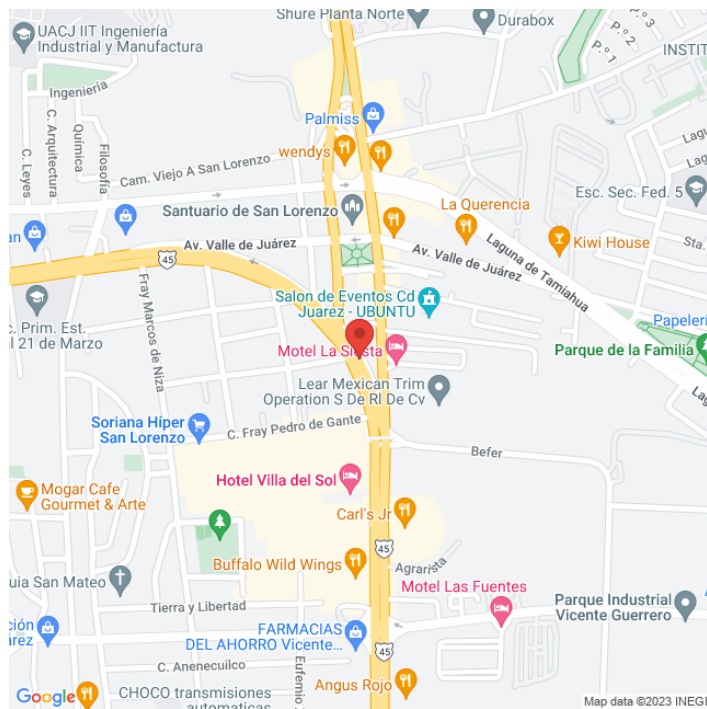 Shure Planta Norte
Durabox
UACJ IIT Ingeniería
Industrial y Manufactura
P.º 1
P.º 2
P.º 3
INSTIT
Ingeniería
C. Leyes
C. Arquitectura
Química
Filosofía
Palmiss
wendys
Cam. Viejo A San Lorenzo
Santuario de San Lorenzo
La Querencia
Esc. Sec. Fed. 5
Kiwi House
Sta.
Av. Valle de Juárez
Av. Valle de Juárez
Laguna de Tamiahua
45
Fray Marcos de Niza
Salon de Eventos Cd
Juarez - UBUNTU
c. Prim. Est.
21 de Marzo
Motel La Siesta
Papelerí
Parque de la Familia
Lear Mexican Trim
Operation S De Rl De Cv
Soriana Híper
San Lorenzo
C. Fray Pedro de Gante
Befer
Hotel Villa del Sol
Mogar Cafe
Gourmet & Arte
Carl's Jr
45
Buffalo Wild Wings
Agrarista
uia San Mateo
Motel Las Fuentes
Tierra y Libertad
Parque Industrial
Vicente Guerrero
FARMACIAS
DEL AHORRO Vicente...
45
C. Anenecuilco
Eufemio
Angus Rojo
CHOCO transmisiones
automaticas
Google
Map data ©2023 INEGI